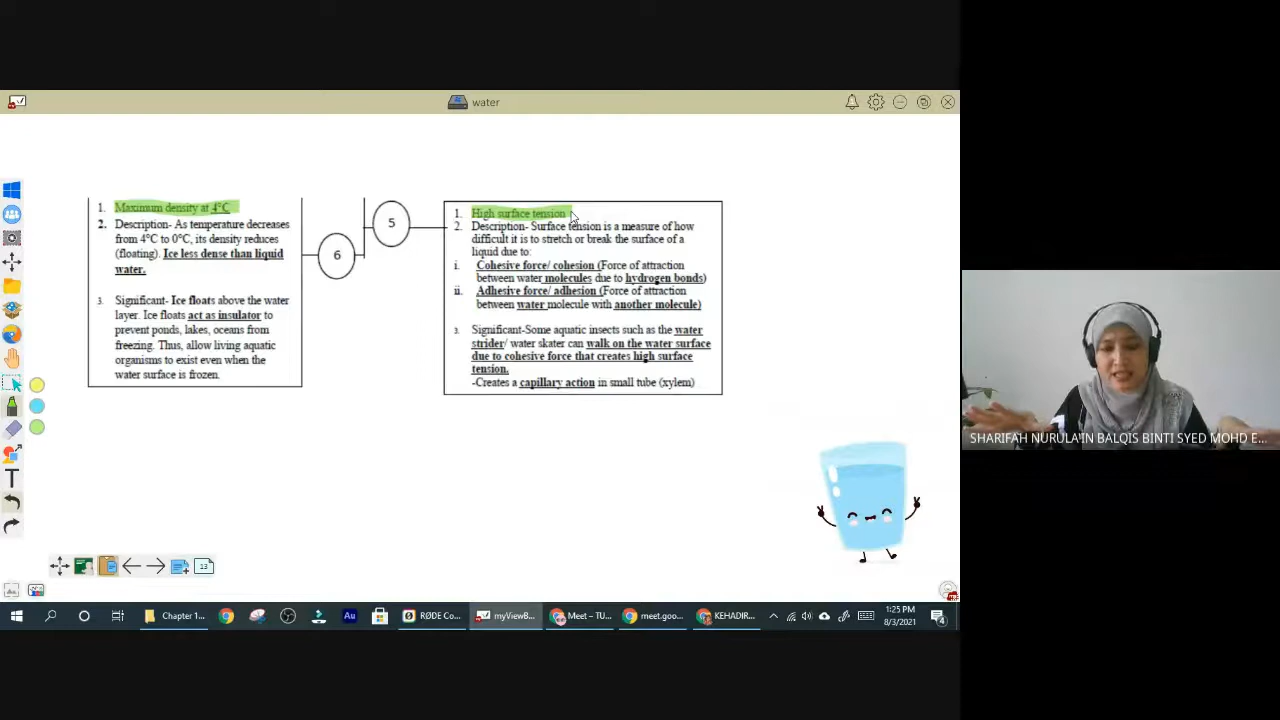 water
1. Maximum density at 4°C
2. Description- As temperature decreases
from 4°C to 0°C, its density reduces
(floating). Ice less dense than liquid
water.
3. Significant- Ice floats above the water
layer. Ice floats act as insulator to
prevent ponds, lakes, oceans from
freezing. Thus, allow living aquatic
organisms to exist even when the
water surface is frozen.
6
5
1. High surface tension
2. Description- Surface tension is a measure of how
difficult it is to stretch or break the surface of a
liquid due to:
i. Cohesive force/ cohesion (Force of attraction
between water molecules due to hydrogen bonds)
ii. Adhesive force/ adhesion (Force of attraction
between water molecule with another molecule)
3. Significant-Some aquatic insects such as the water
strider/ water skater can walk on the water surface
due to cohesive force that creates high surface
tension.
-Creates a capillary action in small tube (xylem)
SHARIFAH NURULA'IN BALQIS BINTI SYED MOHD E...
T
13
Chapter 1...
Au
RØDE Co...
myViewB...
Meet – TU...
meet.goo...
KEHADIR...
1:25 PM
8/3/2021
4